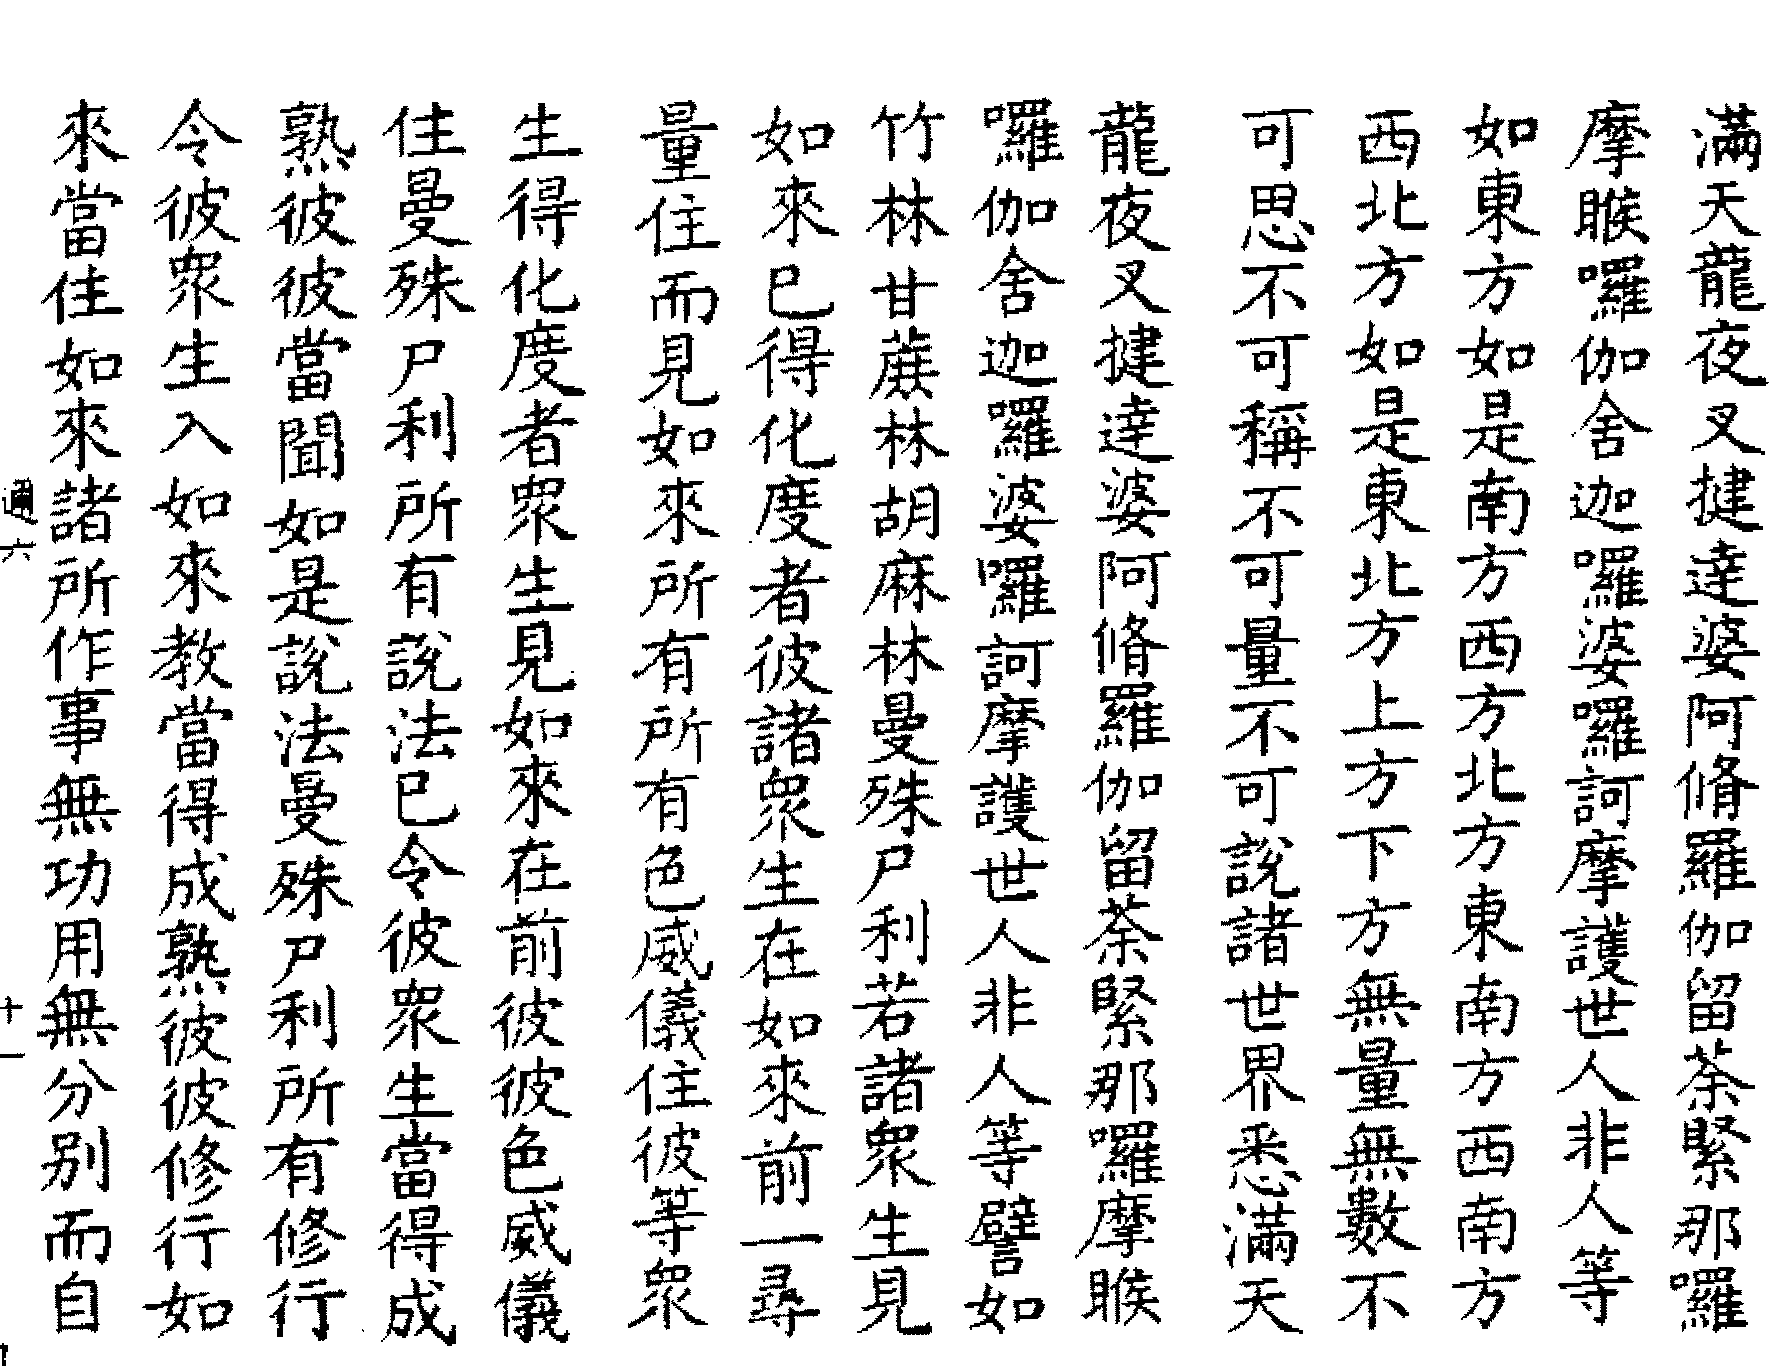 滿天龍夜叉揵達婆阿脩羅伽留荼緊那囉
摩睺囉伽舍迦囉婆囉訶摩護世人非人等
如東方如是南方西方北方東南方西南方
西北方如是東北方上方下方無量無數不
可思不可稱不可量不可說諸世界悉滿天
龍夜叉揵達婆阿脩羅伽留荼緊那囉摩睺
囉伽舍迦囉婆囉訶摩護世人非人等譬如
竹林甘蔗林胡麻林曼殊尸利若諸眾生見
如來已得化度者彼諸眾生在如來前一尋
量住而見如來所有所有色威儀住彼等眾
生得化度者眾生見如來在前彼彼色威儀
住曼殊尸利所有說法已令彼眾生當得成
熟彼彼當聞如是說法曼殊尸利所有修行
令彼眾生入如來教當得成熟彼彼修行如
來當住如來諸所作事無功用無分别而自
通六 十一